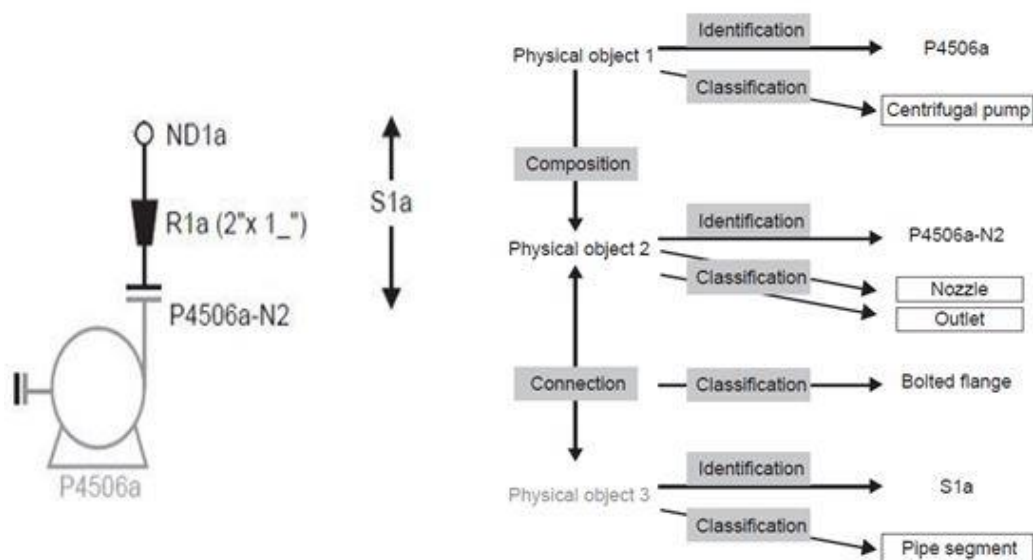 ND1a
R1a (2"x 1_")
S1a
P4506a-N2
P4506a
Physical object 1
Identification
P4506a
Classification
Centrifugal pump
Composition
Physical object 2
Identification
P4506a-N2
Classification
Nozzle
Outlet
Connection
Classification
Bolted flange
Physical object 3
Identification
S1a
Classification
Pipe segment